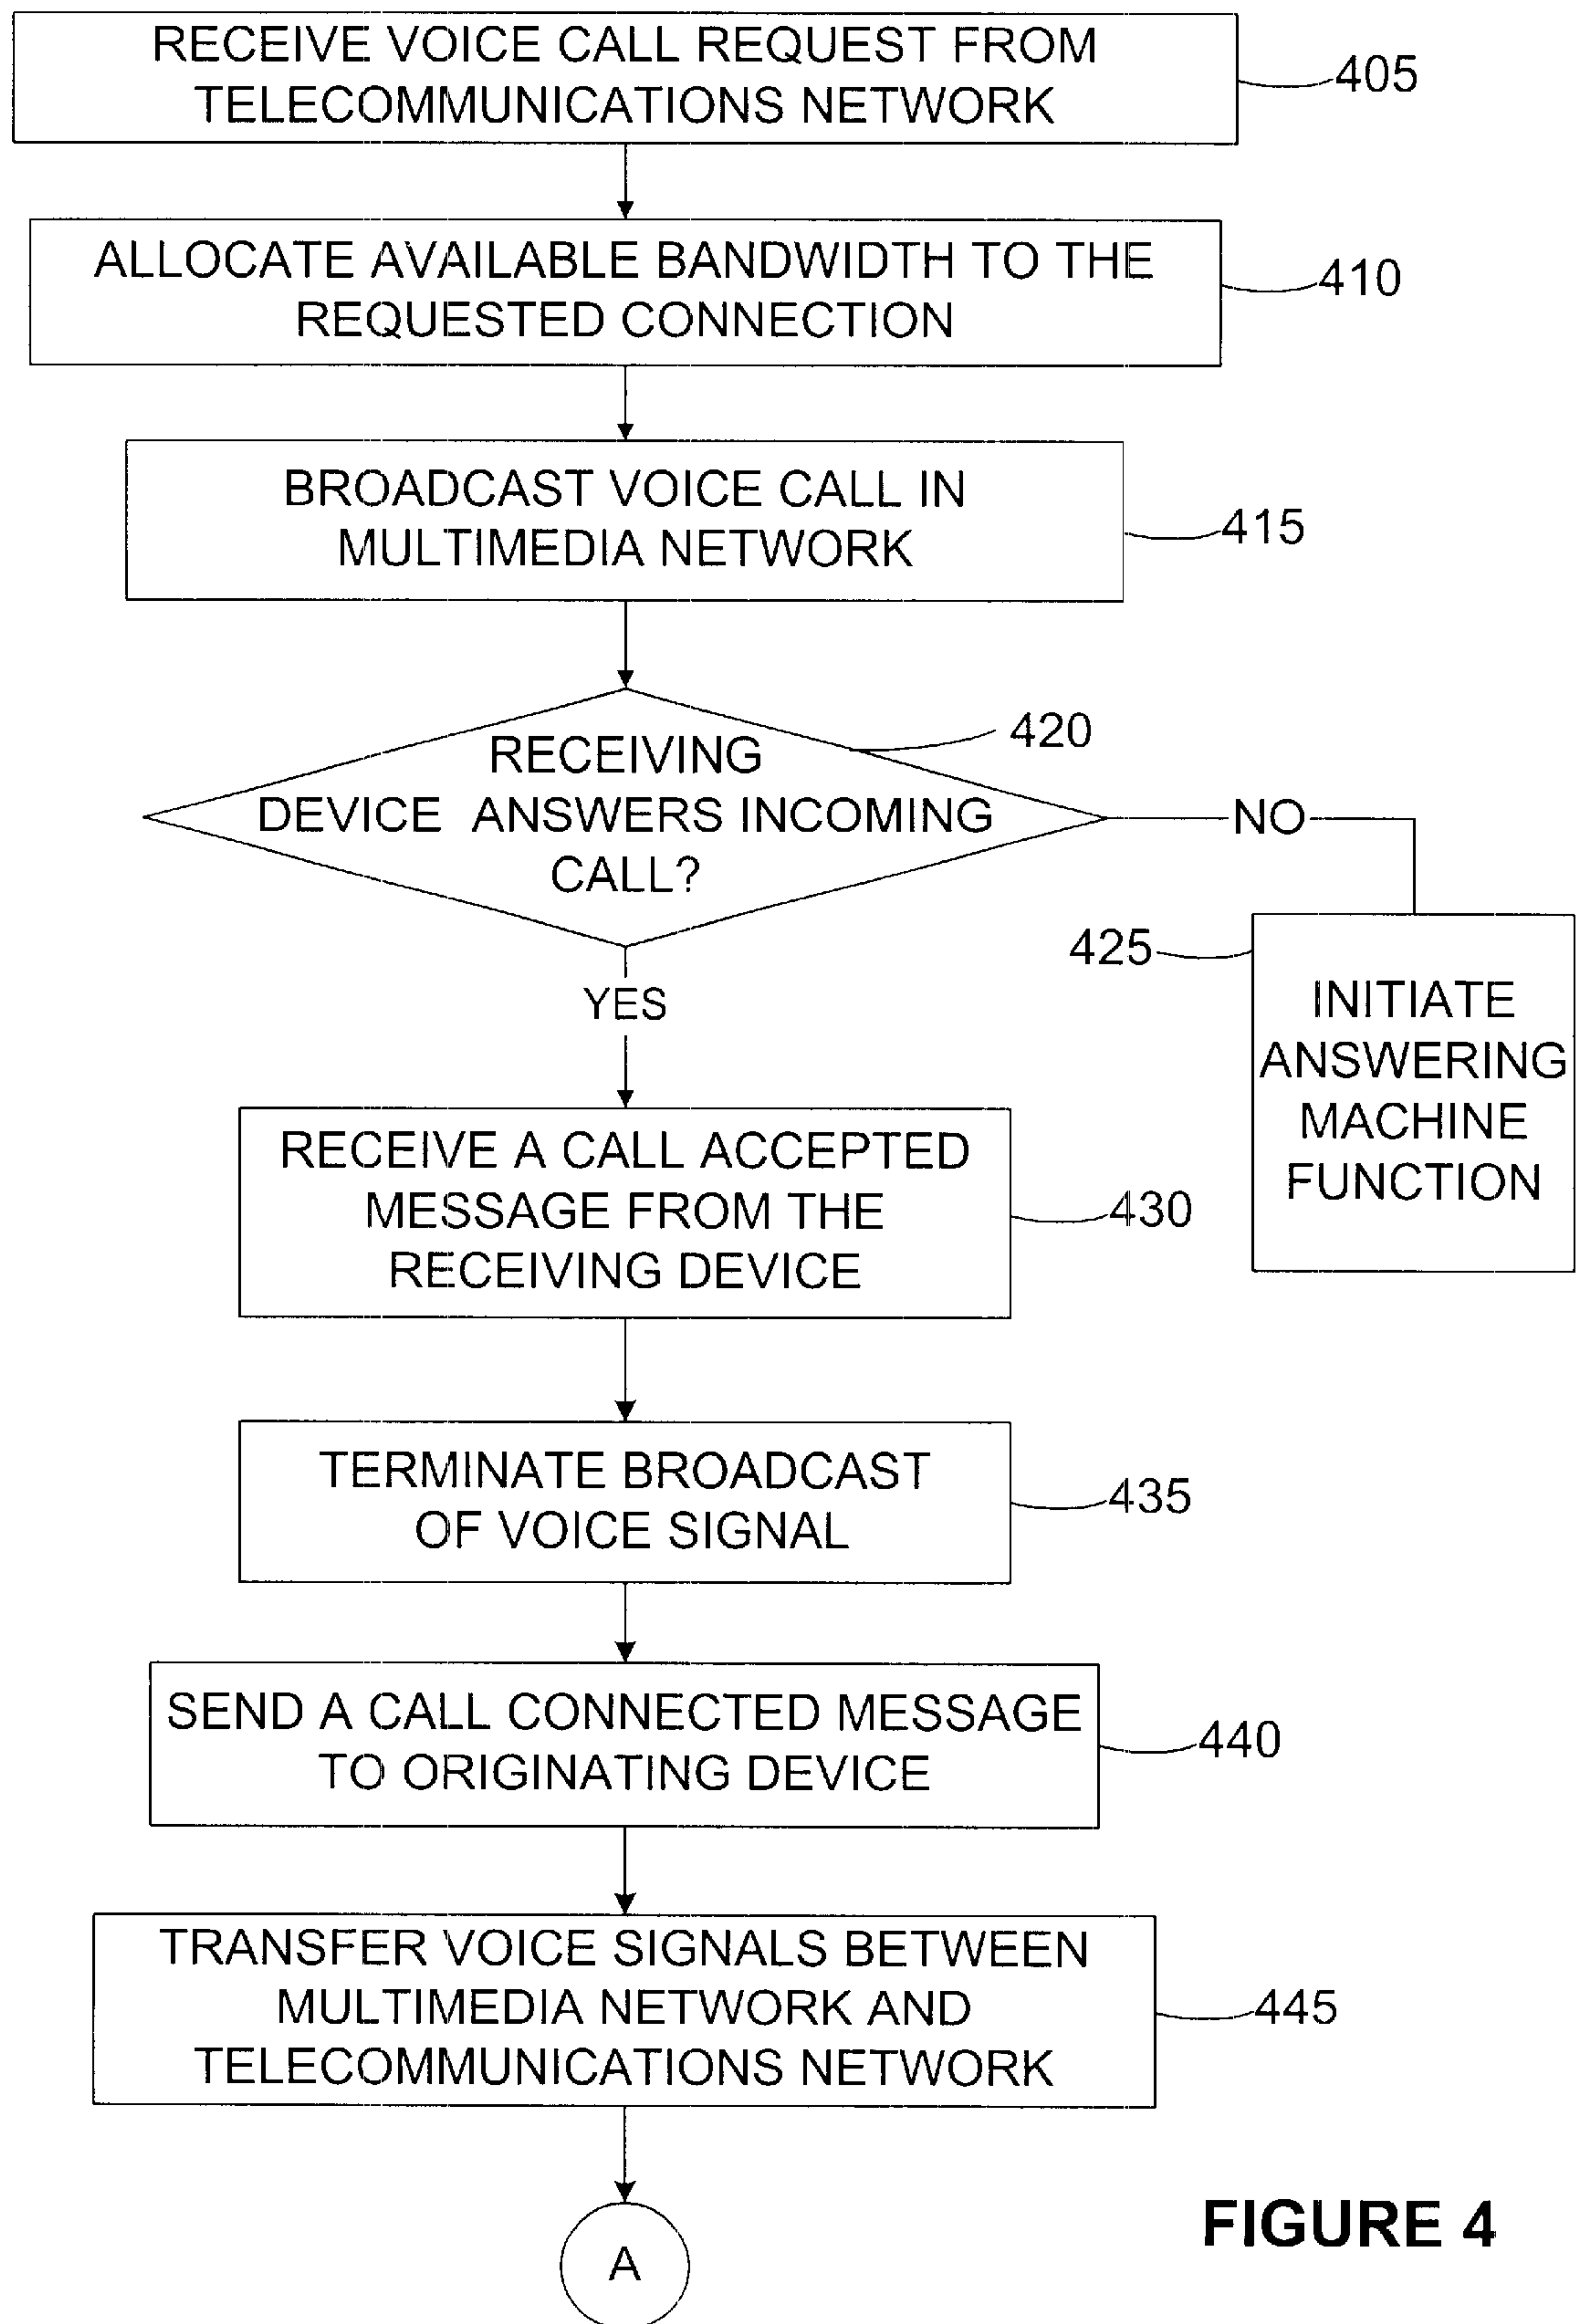 RECEIVE VOICE CALL REQUEST FROM
TELECOMMUNICATIONS NETWORK
405
ALLOCATE AVAILABLE BANDWIDTH TO THE
REQUESTED CONNECTION
410
BROADCAST VOICE CALL IN
MULTIMEDIA NETWORK
415
RECEIVING
DEVICE ANSWERS INCOMING
CALL?
420
NO
425
INITIATE
ANSWERING
MACHINE
FUNCTION
YES
RECEIVE A CALL ACCEPTED
MESSAGE FROM THE
RECEIVING DEVICE
430
TERMINATE BROADCAST
OF VOICE SIGNAL
435
SEND A CALL CONNECTED MESSAGE
TO ORIGINATING DEVICE
440
TRANSFER VOICE SIGNALS BETWEEN
MULTIMEDIA NETWORK AND
TELECOMMUNICATIONS NETWORK
445
A
FIGURE 4